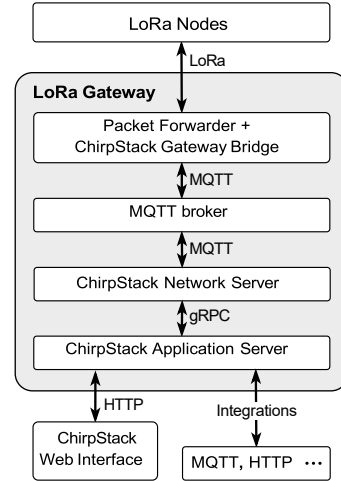 LoRa Nodes
LoRa
LoRa Gateway
Packet Forwarder +
ChirpStack Gateway Bridge
MQTT
MQTT broker
MQTT
ChirpStack Network Server
gRPC
ChirpStack Application Server
HTTP
Integrations
ChirpStack
Web Interface
MQTT, HTTP ···